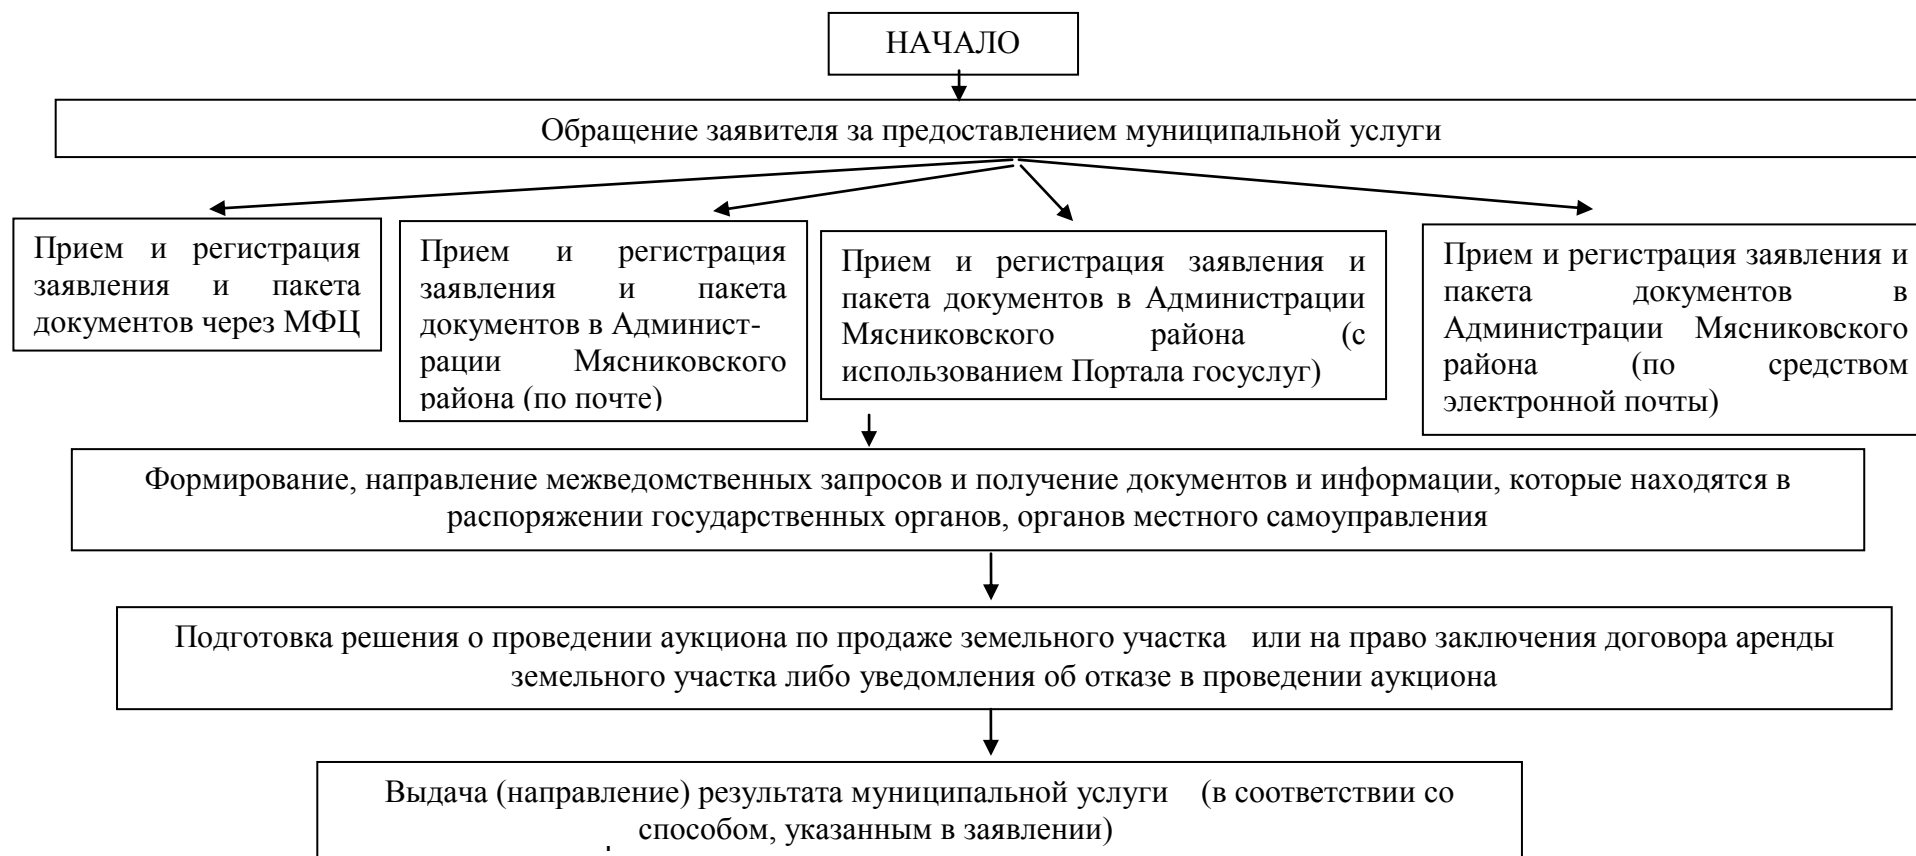 НАЧАЛО
Обращение заявителя за предоставлением муниципальной услуги
Прием и регистрация
заявления и пакета
документов через МФЦ
Прием и регистрация
заявления и пакета
документов в Админист-
рации Мясниковского
района (по почте)
Прием и регистрация заявления и
пакета документов в Администрации
Мясниковского района (с
использованием Портала госуслуг)
Прием и регистрация заявления и
пакета документов в
Администрации Мясниковского
района (по средством
электронной почты)
Формирование, направление межведомственных запросов и получение документов и информации, которые находятся в
распоряжении государственных органов, органов местного самоуправления
Подготовка решения о проведении аукциона по продаже земельного участка или на право заключения договора аренды
земельного участка либо уведомления об отказе в проведении аукциона
Выдача (направление) результата муниципальной услуги (в соответствии со
способом, указанным в заявлении)